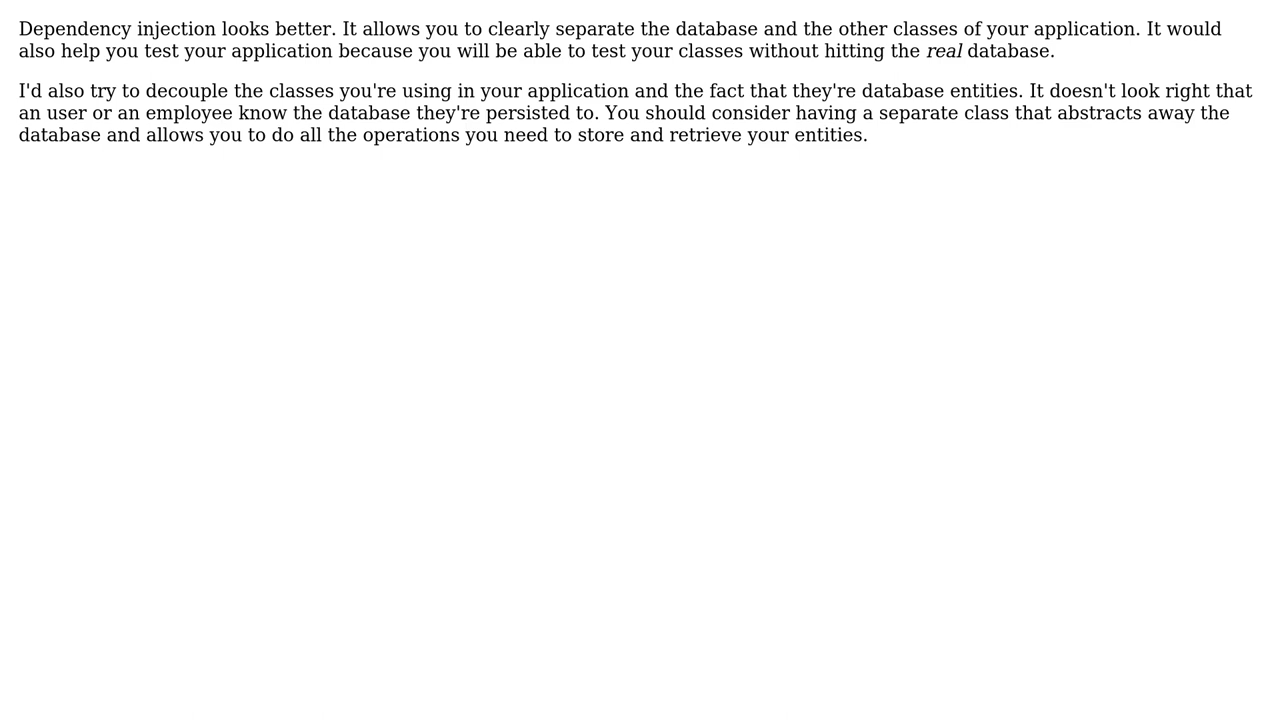 Dependency injection looks better. It allows you to clearly separate the database and the other classes of your application. It would
also help you test your application because you will be able to test your classes without hitting the real database.
I'd also try to decouple the classes you're using in your application and the fact that they're database entities. It doesn't look right that
an user or an employee know the database they're persisted to. You should consider having a separate class that abstracts away the
database and allows you to do all the operations you need to store and retrieve your entities.